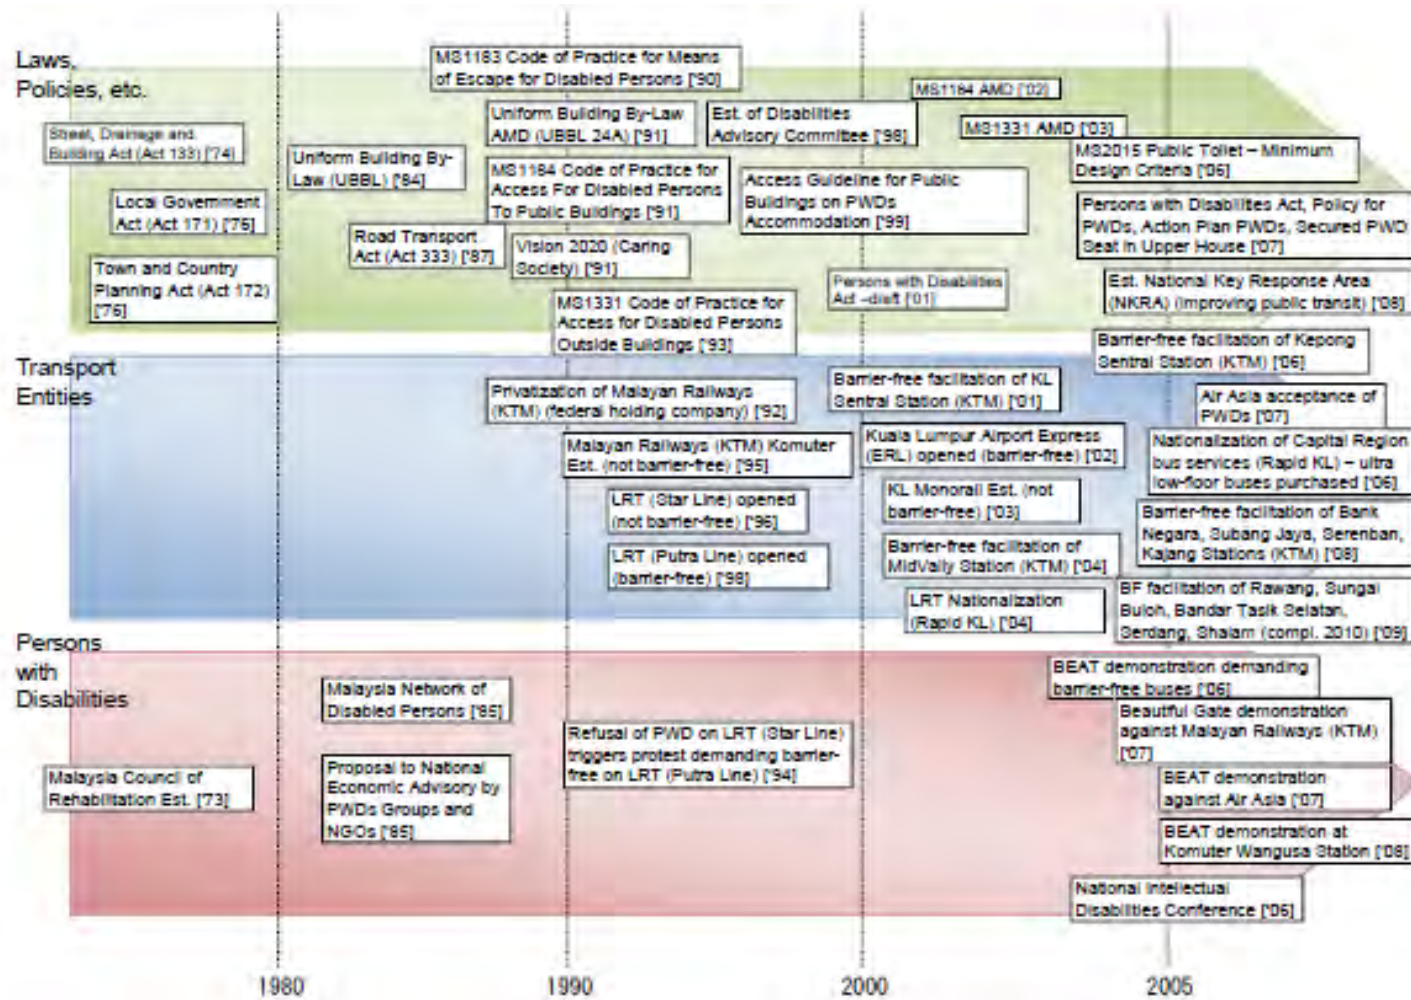 Laws,
Policies, etc.
MS1183 Code of Practice for Means
of Escape for Disabled Persons ['90]
Street, Drainage and
Building Act (Act 133) ['74]
Uniform Building By-
Law (UBBL) ['84]
Uniform Building By-Law
AMD (UBBL 24A) ['91]
Est. of Disabilities
Advisory Committee ['98]
MS1184 AMD ['02]
MS1331 AMD ['03]
MS2015 Public Toilet – Minimum
Design Criteria ['06]
Local Government
Act (Act 171) ['76]
MS1184 Code of Practice for
Access For Disabled Persons
To Public Buildings ['91]
Access Guideline for Public
Buildings on PWDs
Accommodation ['99]
Persons with Disabilities Act, Policy for
PWDs, Action Plan PWDs, Secured PWD
Seat in Upper House ['07]
Road Transport
Act (Act 333) ['87]
Vision 2020 (Caring
Society) ['91]
Town and Country
Planning Act (Act 172)
['76]
Persons with Disabilities
Act –draft ['01]
Est. National Key Response Area
(NKRA) (improving public transit) ['08]
MS1331 Code of Practice for
Access for Disabled Persons
Outside Buildings ['93]
Transport
Entities
Barrier-free facilitation of Kepong
Sentral Station (KTM) ['06]
Privatization of Malayan Railways
(KTM) (federal holding company) ['92]
Barrier-free facilitation of KL
Sentral Station (KTM) ['01]
Air Asia acceptance of
PWDs ['07]
Malayan Railways (KTM) Komuter
Est. (not barrier-free) ['95]
Kuala Lumpur Airport Express
(ERL) opened (barrier-free) ['02]
Nationalization of Capital Region
bus services (Rapid KL) – ultra
low-floor buses purchased ['06]
LRT (Star Line) opened
(not barrier-free) ['96]
KL Monorail Est. (not
barrier-free) ['03]
Barrier-free facilitation of Bank
Negara, Subang Jaya, Serenban,
Kajang Stations (KTM) ['08]
LRT (Putra Line) opened
(barrier-free) ['98]
Barrier-free facilitation of
MidVally Station (KTM) ['04]
LRT Nationalization
(Rapid KL) ['04]
BF facilitation of Rawang, Sungai
Buloh, Bandar Tasik Selatan,
Serdang, Shalam (compl. 2010) ['09]
Persons
with
Disabilities
BEAT demonstration demanding
barrier-free buses ['06]
Malaysia Network of
Disabled Persons ['85]
Beautful Gate demonstration
against Malayan Railways (KTM)
['07]
Refusal of PWD on LRT (Star Line)
triggers protest demanding barrier-
free on LRT (Putra Line) ['94]
Malaysia Council of
Rehabilitation Est. ['73]
Proposal to National
Economic Advisory by
PWDs Groups and
NGOs ['85]
BEAT demonstration
against Air Asia ['07]
BEAT demonstration at
Komuter Wangusa Station ['08]
National Intellectual
Disabilities Conference ['06]
1980
1990
2000
2005